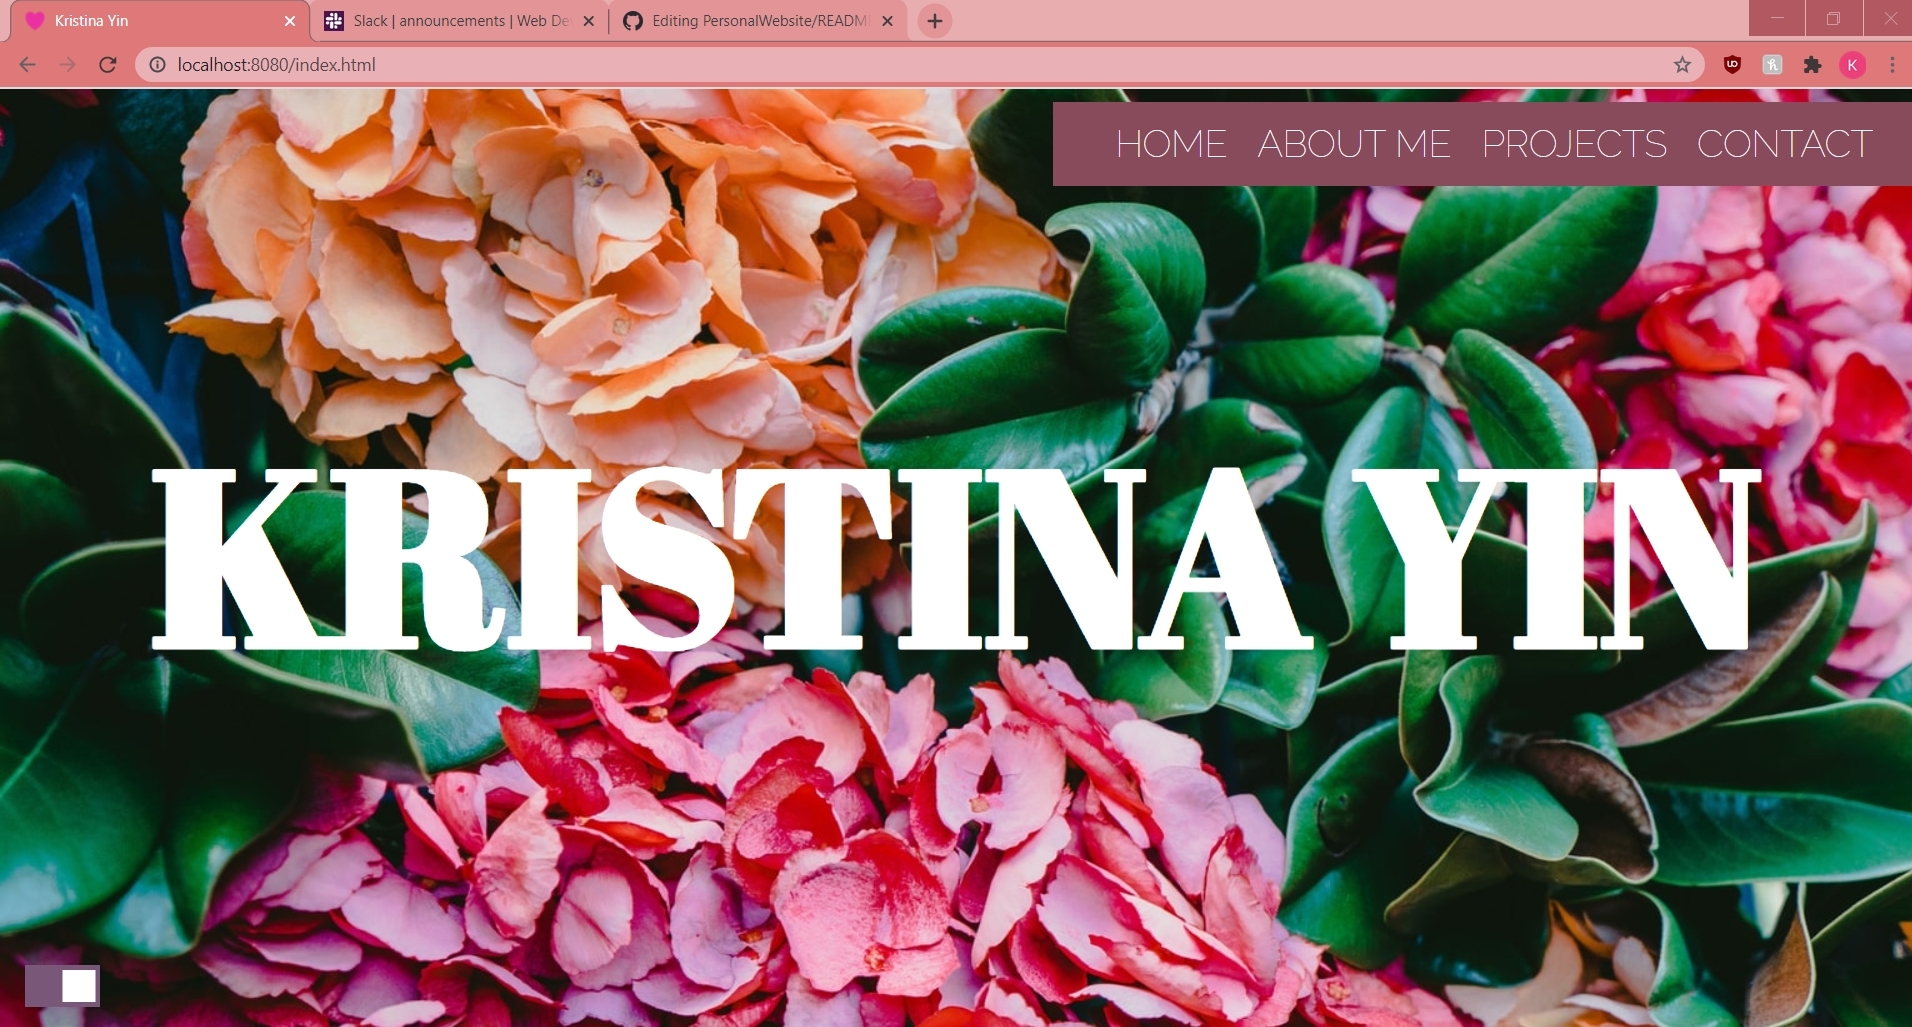 Kristina Yin
Slack | announcements | Web De
Editing PersonalWebsite/READM
localhost:8080/index.html
K
HOME ABOUT ME PROJECTS CONTACT
KRISTINA YIN